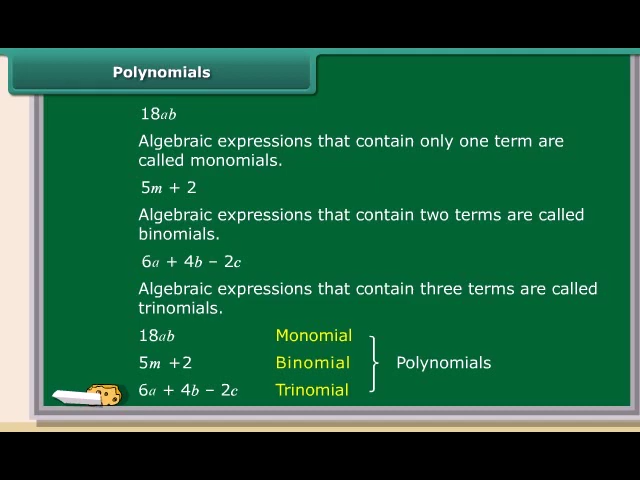 Polynomials
18ab
Algebraic expressions that contain only one term are
called monomials.
5m + 2
Algebraic expressions that contain two terms are called
binomials.
6a + 4b – 2c
Algebraic expressions that contain three terms are called
trinomials.
18ab Monomial
5m +2 Binomial Polynomials
6a + 4b – 2c Trinomial